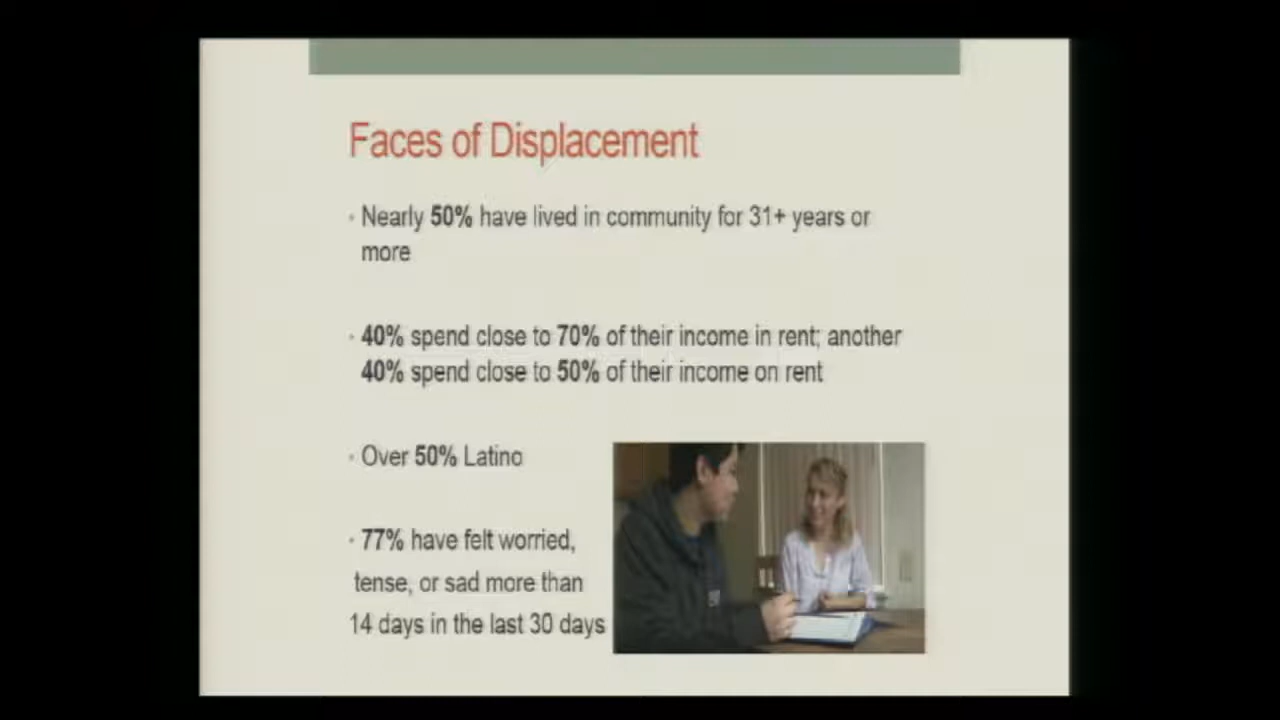 Faces of Displacement
• Nearly 50% have lived in community for 31+ years or
more
• 40% spend close to 70% of their income in rent; another
40% spend close to 50% of their income on rent
• Over 50% Latino
• 77% have felt worried,
tense, or sad more than
14 days in the last 30 days